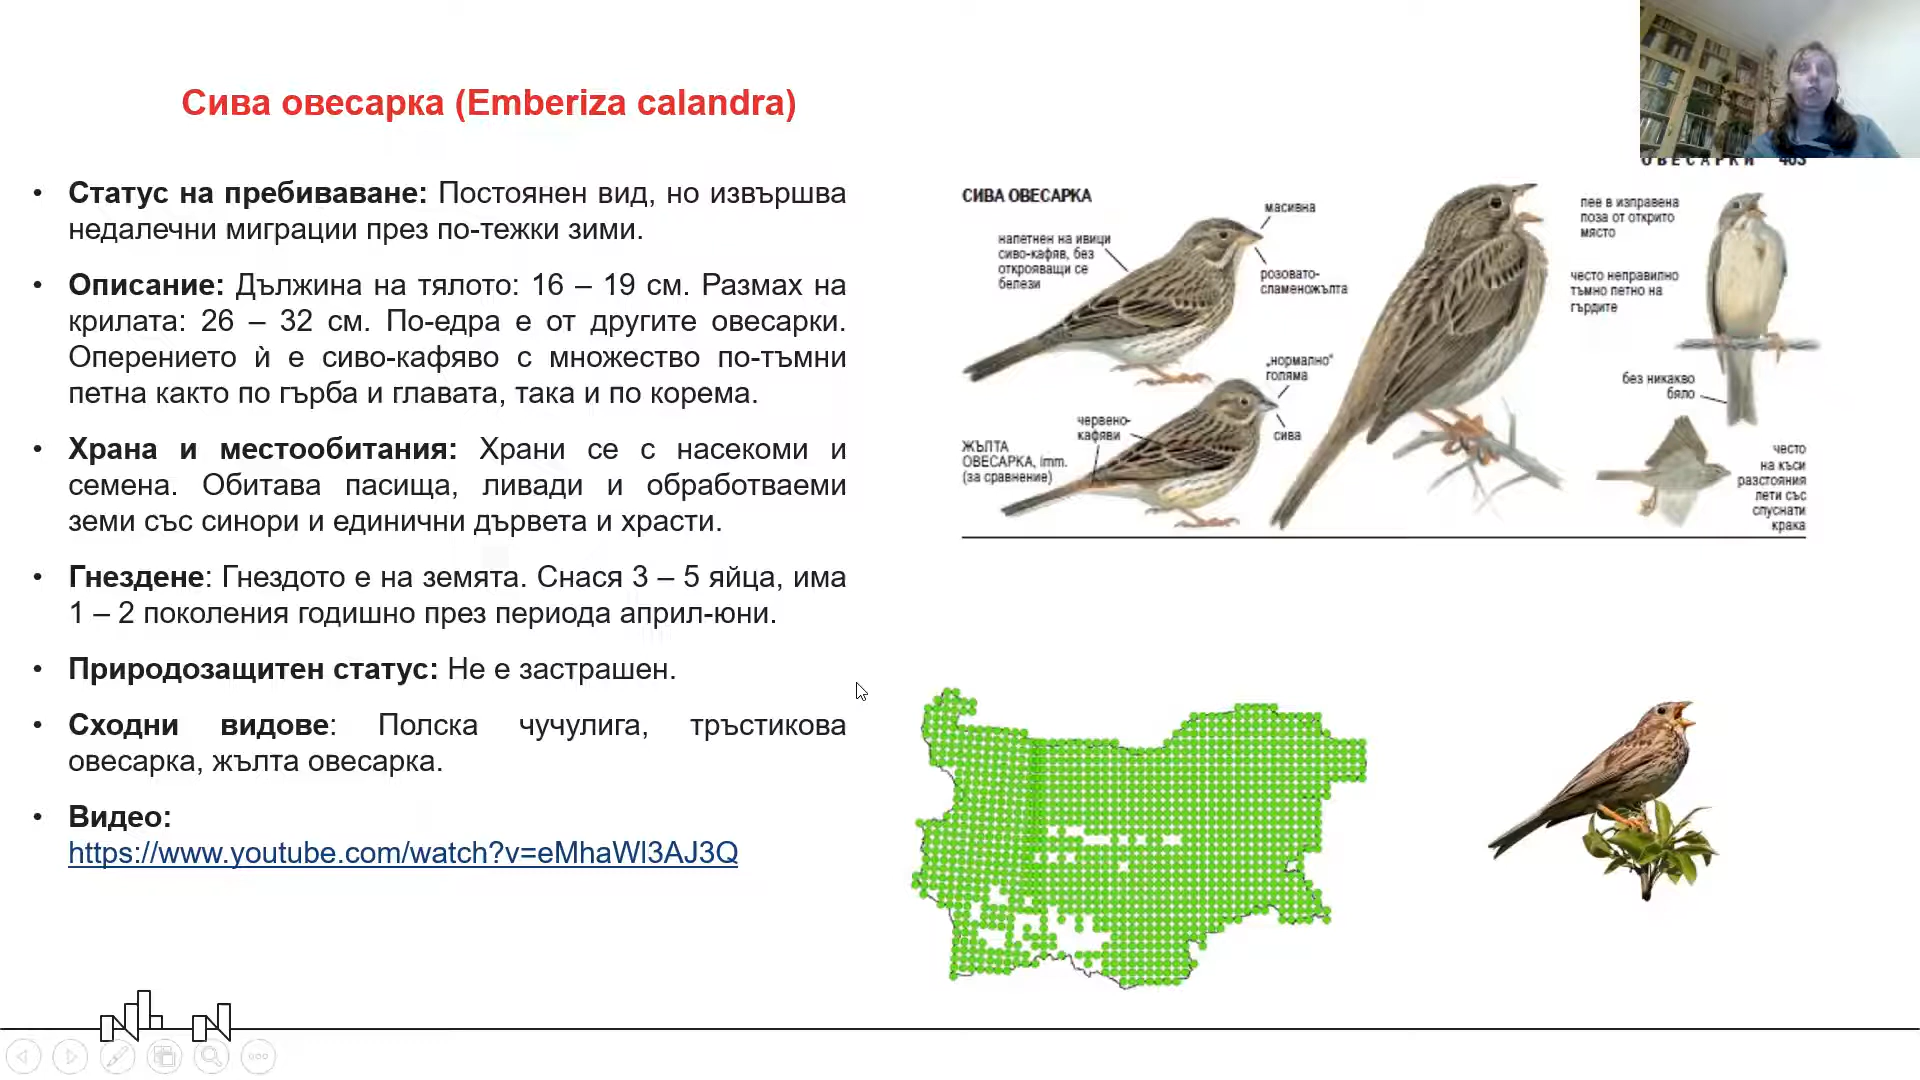 Сива овесарка (Emberiza calandra)
• Статус на пребиваване: Постоянен вид, но извършва
недалечни миграции през по-тежки зими.
• Описание: Дължина на тялото: 16 – 19 см. Размах на
крилата: 26 – 32 см. По-едра е от другите овесарки.
Оперението ѝ е сиво-кафяво с множество по-тъмни
петна както по гърба и главата, така и по корема.
• Храна и местообитания: Храни се с насекоми и
семена. Обитава пасища, ливади и обработваеми
земи със синори и единични дървета и храсти.
• Гнездене: Гнездото е на земята. Снася 3 – 5 яйца, има
1 – 2 поколения годишно през периода април-юни.
• Природозащитен статус: Не е застрашен.
• Сходни видове: Полска чучулига, тръстикова
овесарка, жълта овесарка.
• Видео:
https://www.youtube.com/watch?v=eMhaWl3AJ3Q
ОВЕСАРКИ 403
СИВА ОВЕСАРКА
напетнен на ивици
сиво-кафяв, без
открояващи се
белези
масивна
розовато-
сламеножълта
„нормално“
голяма
сива
червено-
кафяви
ЖЪЛТА
ОВЕСАРКА, imm.
(за сравнение)
пее в изправена
поза от открито
място
често неправилно
тъмно петно на
гърдите
без никакво
бяло
често
на къси
разстояния
лети със
спуснати
крака